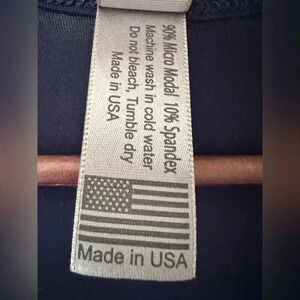 90% Micro Modal 10% Spandex
Machine wash in cold water
Do not bleach, Tumble dry
Made in USA
Made in USA